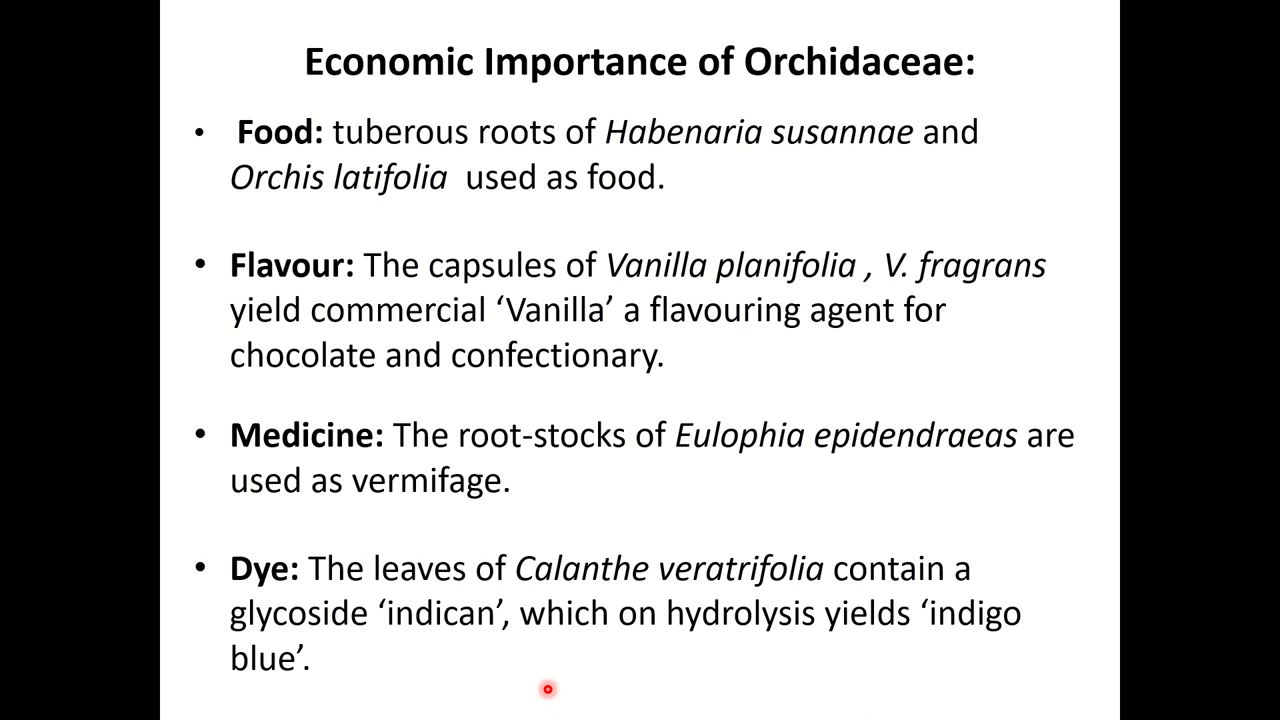 Economic Importance of Orchidaceae:
• Food: tuberous roots of Habenaria susannae and
Orchis latifolia used as food.
• Flavour: The capsules of Vanilla planifolia , V. fragrans
yield commercial ‘Vanilla’ a flavouring agent for
chocolate and confectionary.
• Medicine: The root-stocks of Eulophia epidendraeas are
used as vermifage.
• Dye: The leaves of Calanthe veratrifolia contain a
glycoside ‘indican’, which on hydrolysis yields ‘indigo
blue’.